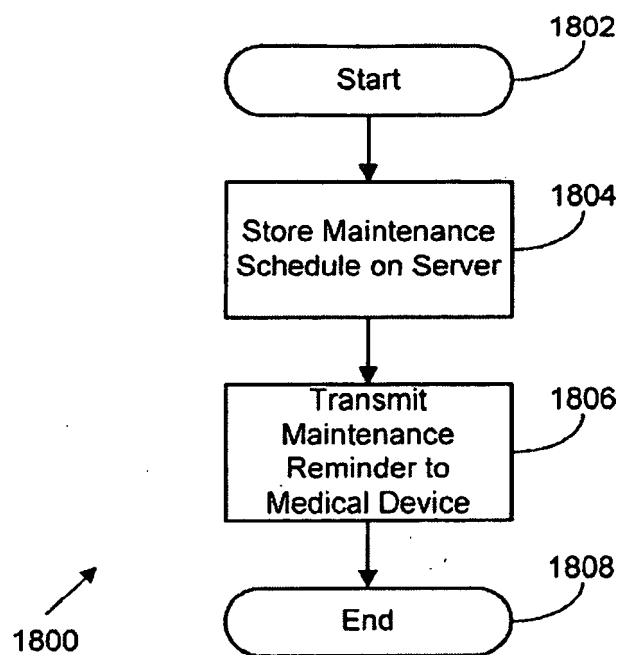 1802
Start
1804
Store Maintenance
Schedule on Server
1806
Transmit
Maintenance
Reminder to
Medical Device
1808
End
1800